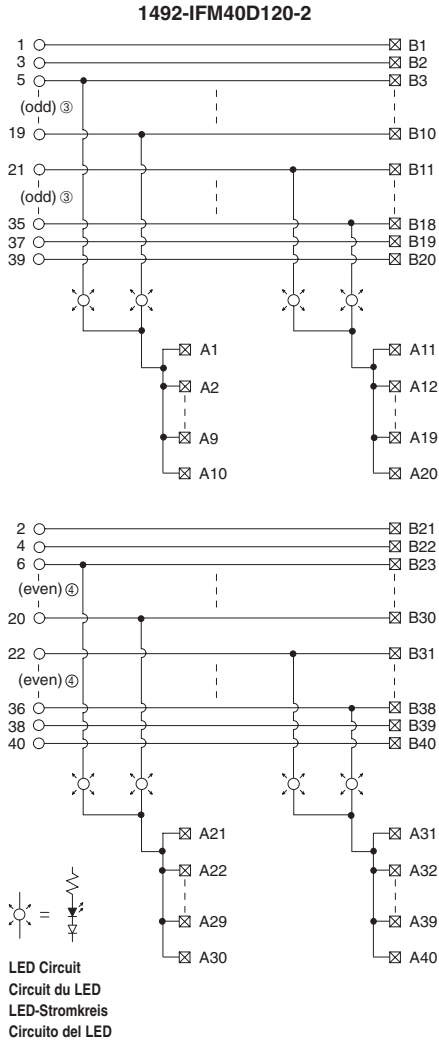 1492-IFM40D120-2
1 B1
3 B2
5 B3
(odd) ③
19 B10
21 B11
(odd) ③
35 B18
37 B19
39 B20
A1 A11
A2 A12
A9 A19
A10 A20
2 B21
4 B22
6 B23
(even) ④
20 B30
22 B31
(even) ④
36 B38
38 B39
40 B40
A21 A31
A22 A32
A29 A39
A30 A40
=
LED Circuit
Circuit du LED
LED-Stromkreis
Circuito del LED